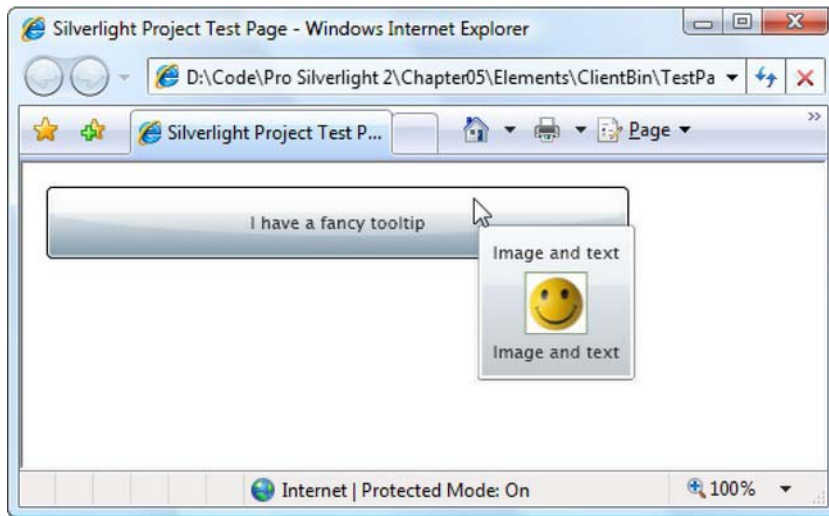 Silverlight Project Test Page - Windows Internet Explorer
D:\Code\Pro Silverlight 2\Chapter05\Elements\ClientBin\TestPa
Silverlight Project Test P...
Page
»
I have a fancy tooltip
Image and text
Image and text
Internet | Protected Mode: On
100%